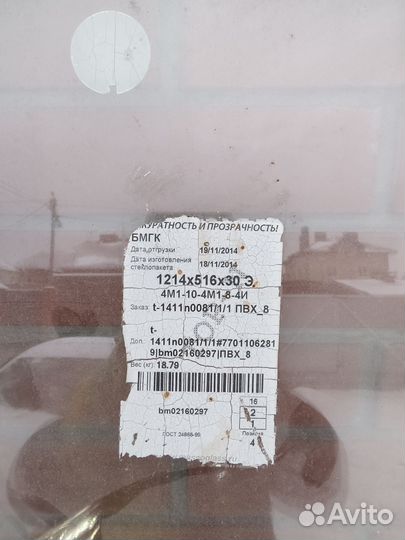 КУРАТНОСТЬ И ПРОЗРАЧНОСТЬ!
БМГК
Дата отгрузки 19/11/2014
Дата изготовления стеклопакета 18/11/2014
1214x516x30 Э
4М1-10-4М1-8-4И
Заказ: t-1411n0081/1/1 ПВХ_8
t-
Доп. 1411n0081/1/1#7701106281
9|bm02160297|ПВХ_8
Вес (кг): 18.79
bm02160297
16
2
1
ГОСТ 24866-99
4
Avito